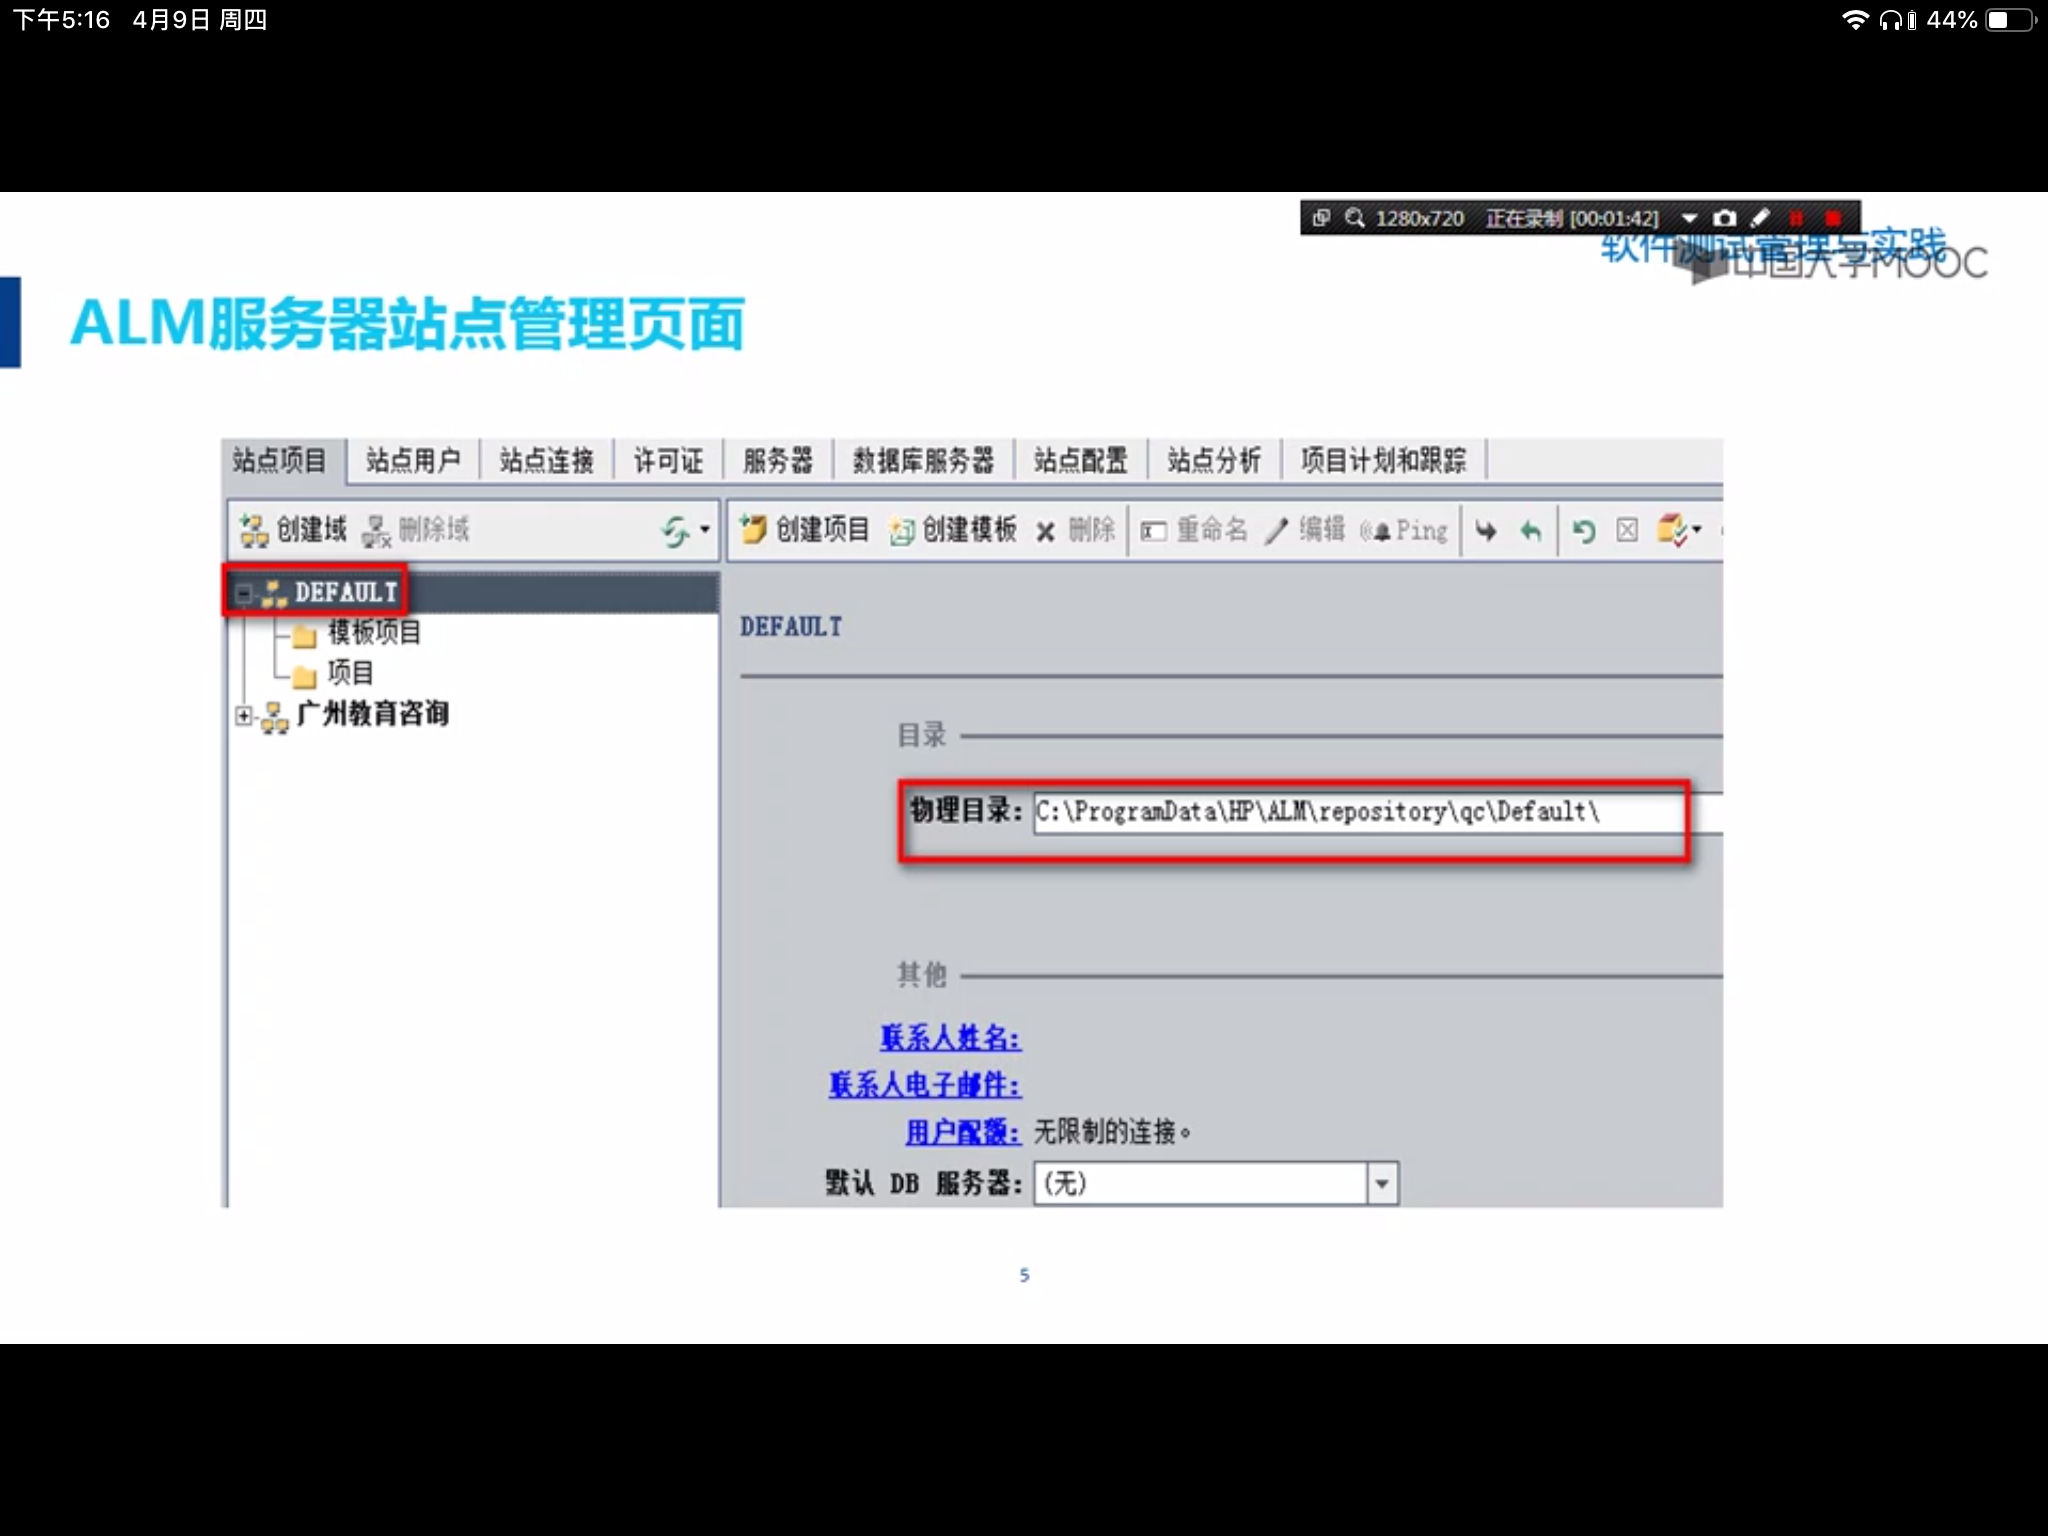 下午5:16 4月9日 周四
44%
1280x720 正在录制 [00:01:42]
软件测试管理与实践
中国大学MOOC
ALM服务器站点管理页面
站点项目 站点用户 站点连接 许可证 服务器 数据库服务器 站点配置 站点分析 项目计划和跟踪
创建域 删除域 创建项目 创建模板 删除 重命名 编辑 Ping
DEFAULT
模板项目
项目
广州教育咨询
DEFAULT
目录
物理目录: C:\ProgramData\HP\ALM\repository\qc\Default\
其他
联系人姓名:
联系人电子邮件:
用户配额: 无限制的连接。
默认 DB 服务器: (无)
5